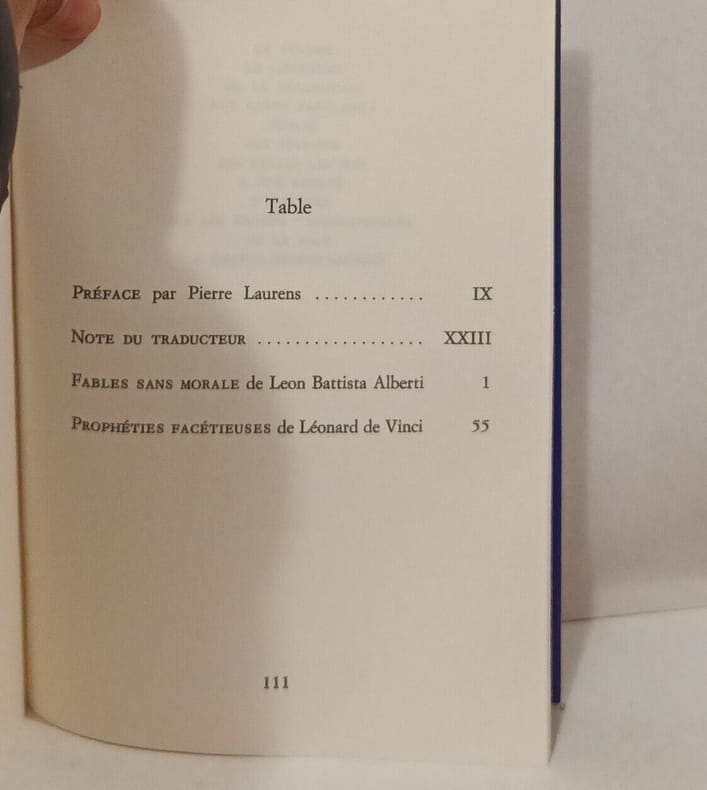 Table
PRÉFACE par Pierre Laurens ............ IX
NOTE DU TRADUCTEUR .................. XXIII
FABLES SANS MORALE de Leon Battista Alberti 1
PROPHÉTIES FACÉTIEUSES de Léonard de Vinci 55
111